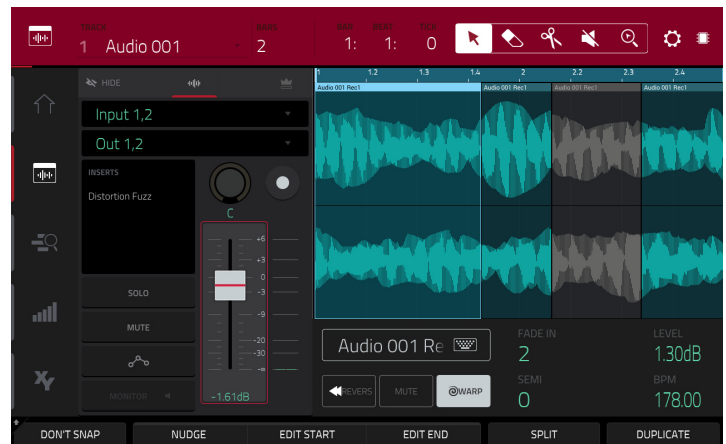 TRACK BARS BAR BEAT TICK
1 Audio 001 2 1: 1: 0
HIDE
1 1.2 1.3 1.4 2 2.2 2.3 2.4
Audio 001 Rec1 Audio 001 Rec1 Audio 001 Rec1 Audio 001 Rec1
Input 1,2
Out 1,2
INSERTS
Distortion Fuzz
C
+6
+3
0
-3
-9
-20
-30
-∞
SOLO
MUTE
MONITOR
-1.61dB
XY
Audio 001 Re
FADE IN LEVEL
2 1.30dB
REVERS MUTE WARP
SEMI BPM
0 178.00
DON'T SNAP NUDGE EDIT START EDIT END SPLIT DUPLICATE